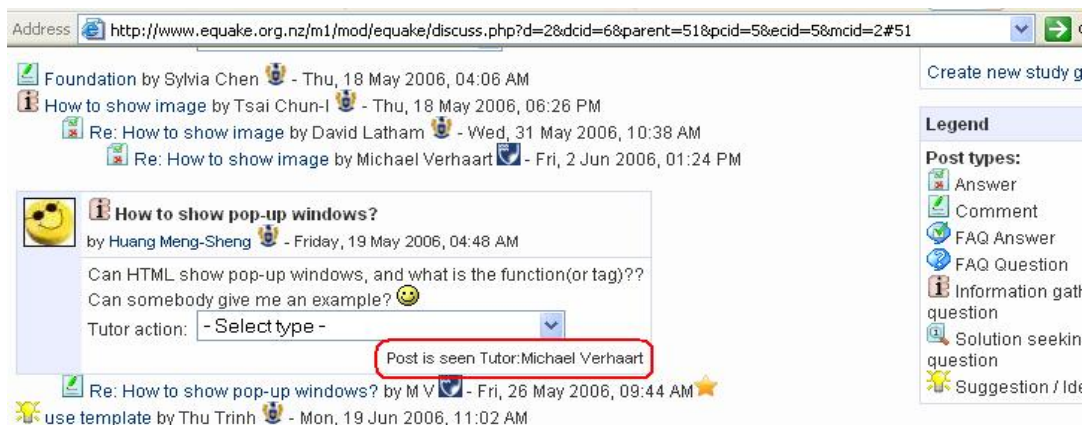 Address http://www.equake.org.nz/m1/mod/equake/discuss.php?d=2&dcid=6&parent=51&pcid=5&ecid=5&mcid=2#51
Foundation by Sylvia Chen - Thu, 18 May 2006, 04:06 AM
How to show image by Tsai Chun-I - Thu, 18 May 2006, 06:26 PM
Re: How to show image by David Latham - Wed, 31 May 2006, 10:38 AM
Re: How to show image by Michael Verhaart - Fri, 2 Jun 2006, 01:24 PM
How to show pop-up windows?
by Huang Meng-Sheng - Friday, 19 May 2006, 04:48 AM
Can HTML show pop-up windows, and what is the function(or tag)??
Can somebody give me an example?
Tutor action: - Select type -
Post is seen Tutor:Michael Verhaart
Re: How to show pop-up windows? by M V - Fri, 26 May 2006, 09:44 AM
use template by Thu Trinh - Mon, 19 Jun 2006, 11:02 AM
Create new study g
Legend
Post types:
Answer
Comment
FAQ Answer
FAQ Question
Information gath
question
Solution seekin
question
Suggestion / Ide